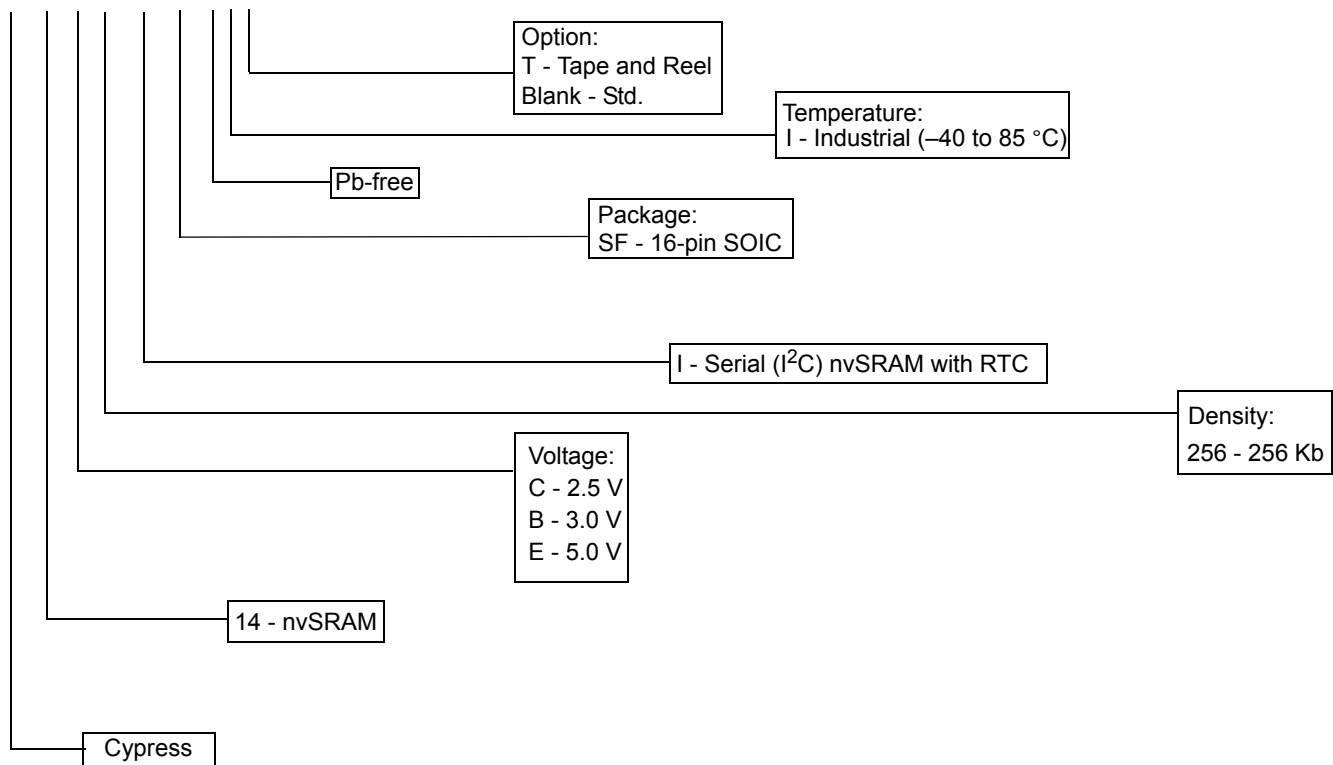 Option:
T - Tape and Reel
Blank - Std.
Temperature:
I - Industrial (–40 to 85 °C)
Pb-free
Package:
SF - 16-pin SOIC
I - Serial (I²C) nvSRAM with RTC
Density:
256 - 256 Kb
Voltage:
C - 2.5 V
B - 3.0 V
E - 5.0 V
14 - nvSRAM
Cypress